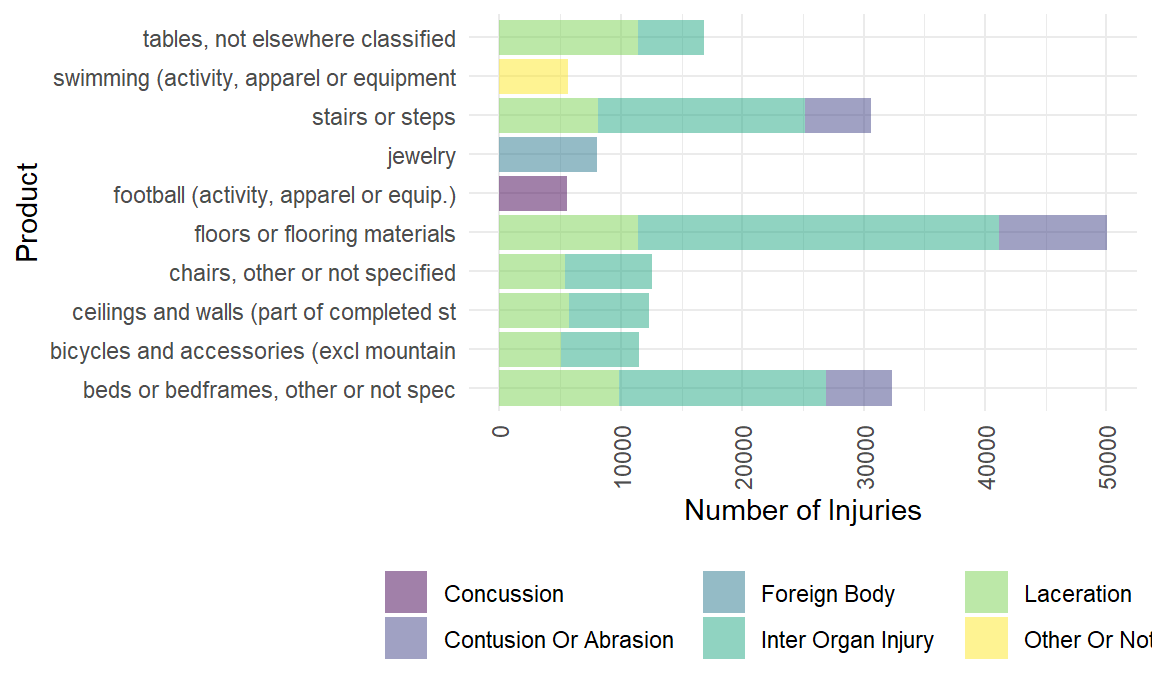 tables, not elsewhere classified
swimming (activity, apparel or equipment
stairs or steps
jewelry
football (activity, apparel or equip.)
floors or flooring materials
chairs, other or not specified
ceilings and walls (part of completed st
bicycles and accessories (excl mountain
beds or bedframes, other or not spec
Product
0 10000 20000 30000 40000 50000
Number of Injuries
Concussion Foreign Body Laceration
Contusion Or Abrasion Inter Organ Injury Other Or Not